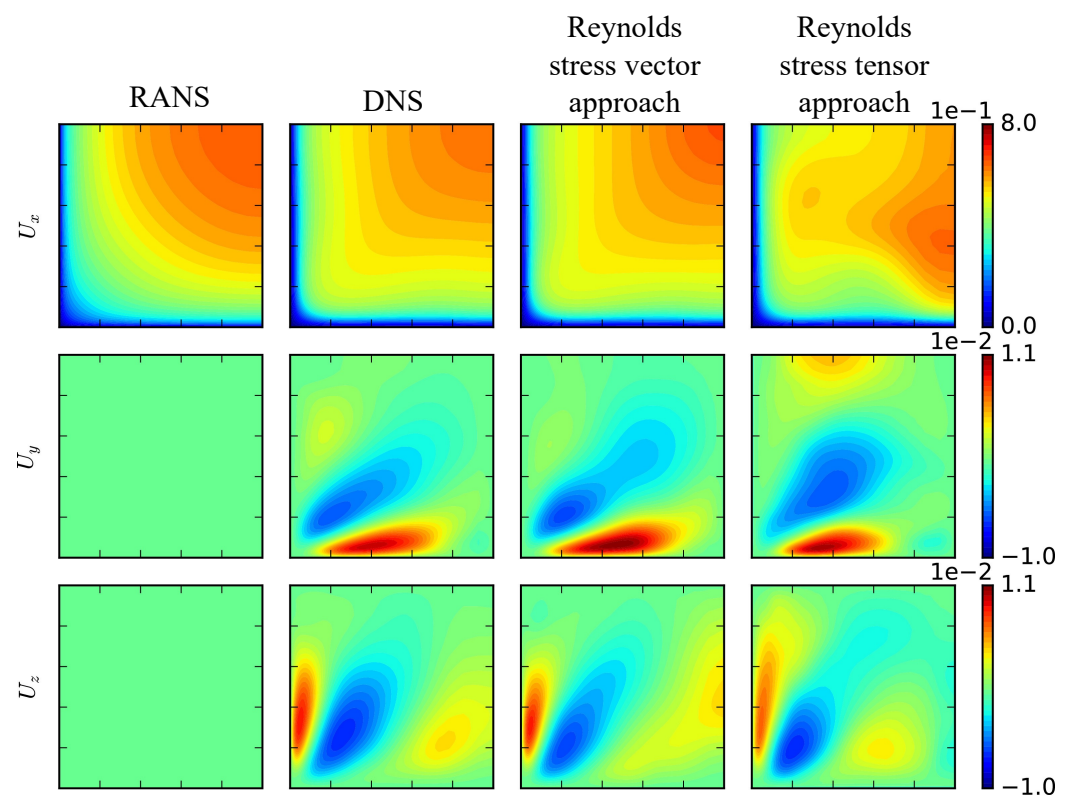 Reynolds
stress vector
approach
Reynolds
stress tensor
approach
RANS
DNS
1e−1
8.0
U_x
0.0
1e−2
1.1
U_y
−1.0
1e−2
1.1
U_z
−1.0